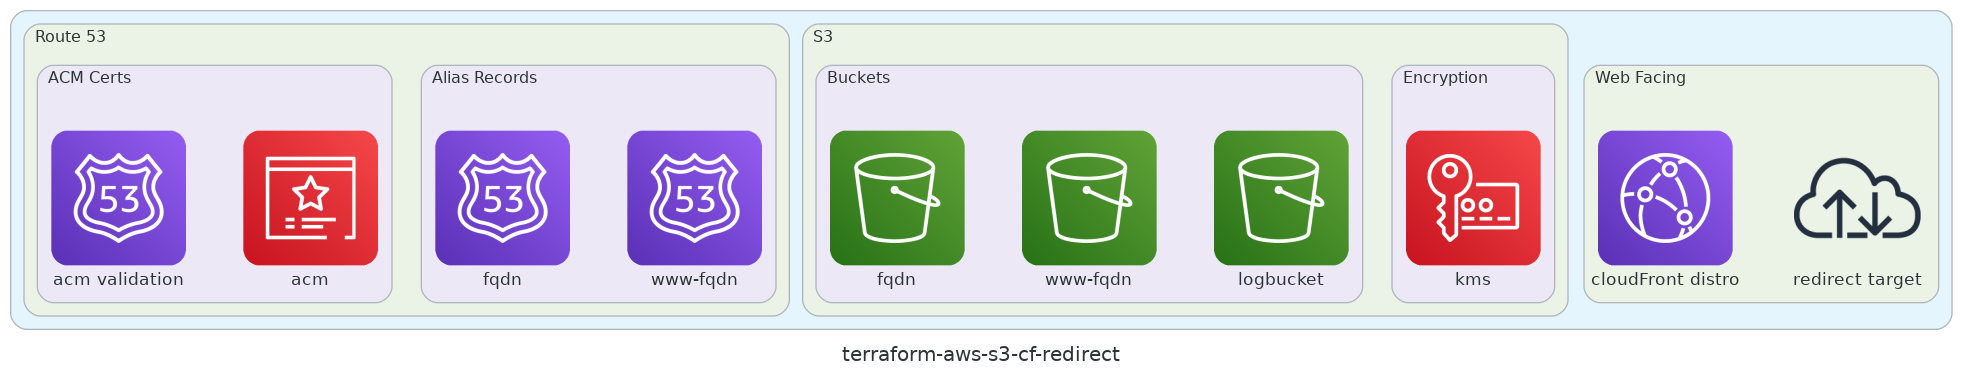 Route 53
ACM Certs
53
acm validation
acm
Alias Records
53
fqdn
53
www-fqdn
S3
Buckets
fqdn
www-fqdn
logbucket
Encryption
kms
Web Facing
cloudFront distro
redirect target
terraform-aws-s3-cf-redirect